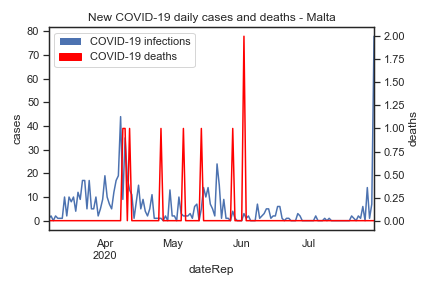 New COVID-19 daily cases and deaths - Malta
COVID-19 infections
COVID-19 deaths
80
70
60
50
40
30
20
10
0
cases
2.00
1.75
1.50
1.25
1.00
0.75
0.50
0.25
0.00
deaths
Apr
2020
May
Jun
Jul
dateRep